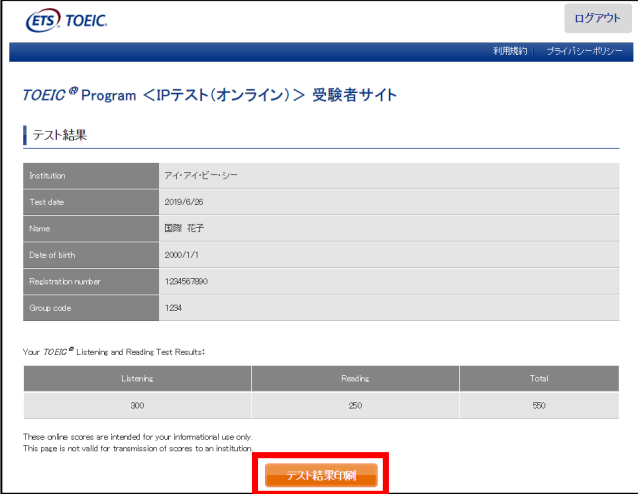 ETS TOEIC.
ログアウト
利用規約 プライバシーポリシー
TOEIC® Program <IPテスト(オンライン)> 受験者サイト
テスト結果
Institution アイ・アイ・ビー・シー
Test date 2019/6/26
Name 国際 花子
Date of birth 2000/1/1
Registration number 1234567890
Group code 1234
Your TOEIC® Listening and Reading Test Results:
Listening Reading Total
300 250 550
These online scores are intended for your informational use only.
This page is not valid for transmission of scores to an institution.
テスト結果印刷